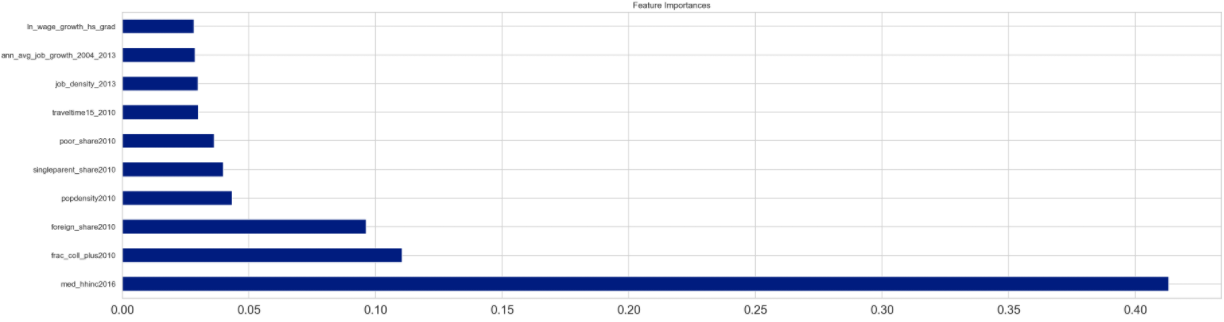 Feature Importances
ln_wage_growth_hs_grad
ann_avg_job_growth_2004_2013
job_density_2013
traveltime15_2010
poor_share2010
singleparent_share2010
popdensity2010
foreign_share2010
frac_coll_plus2010
med_hhinc2016
0.00 0.05 0.10 0.15 0.20 0.25 0.30 0.35 0.40